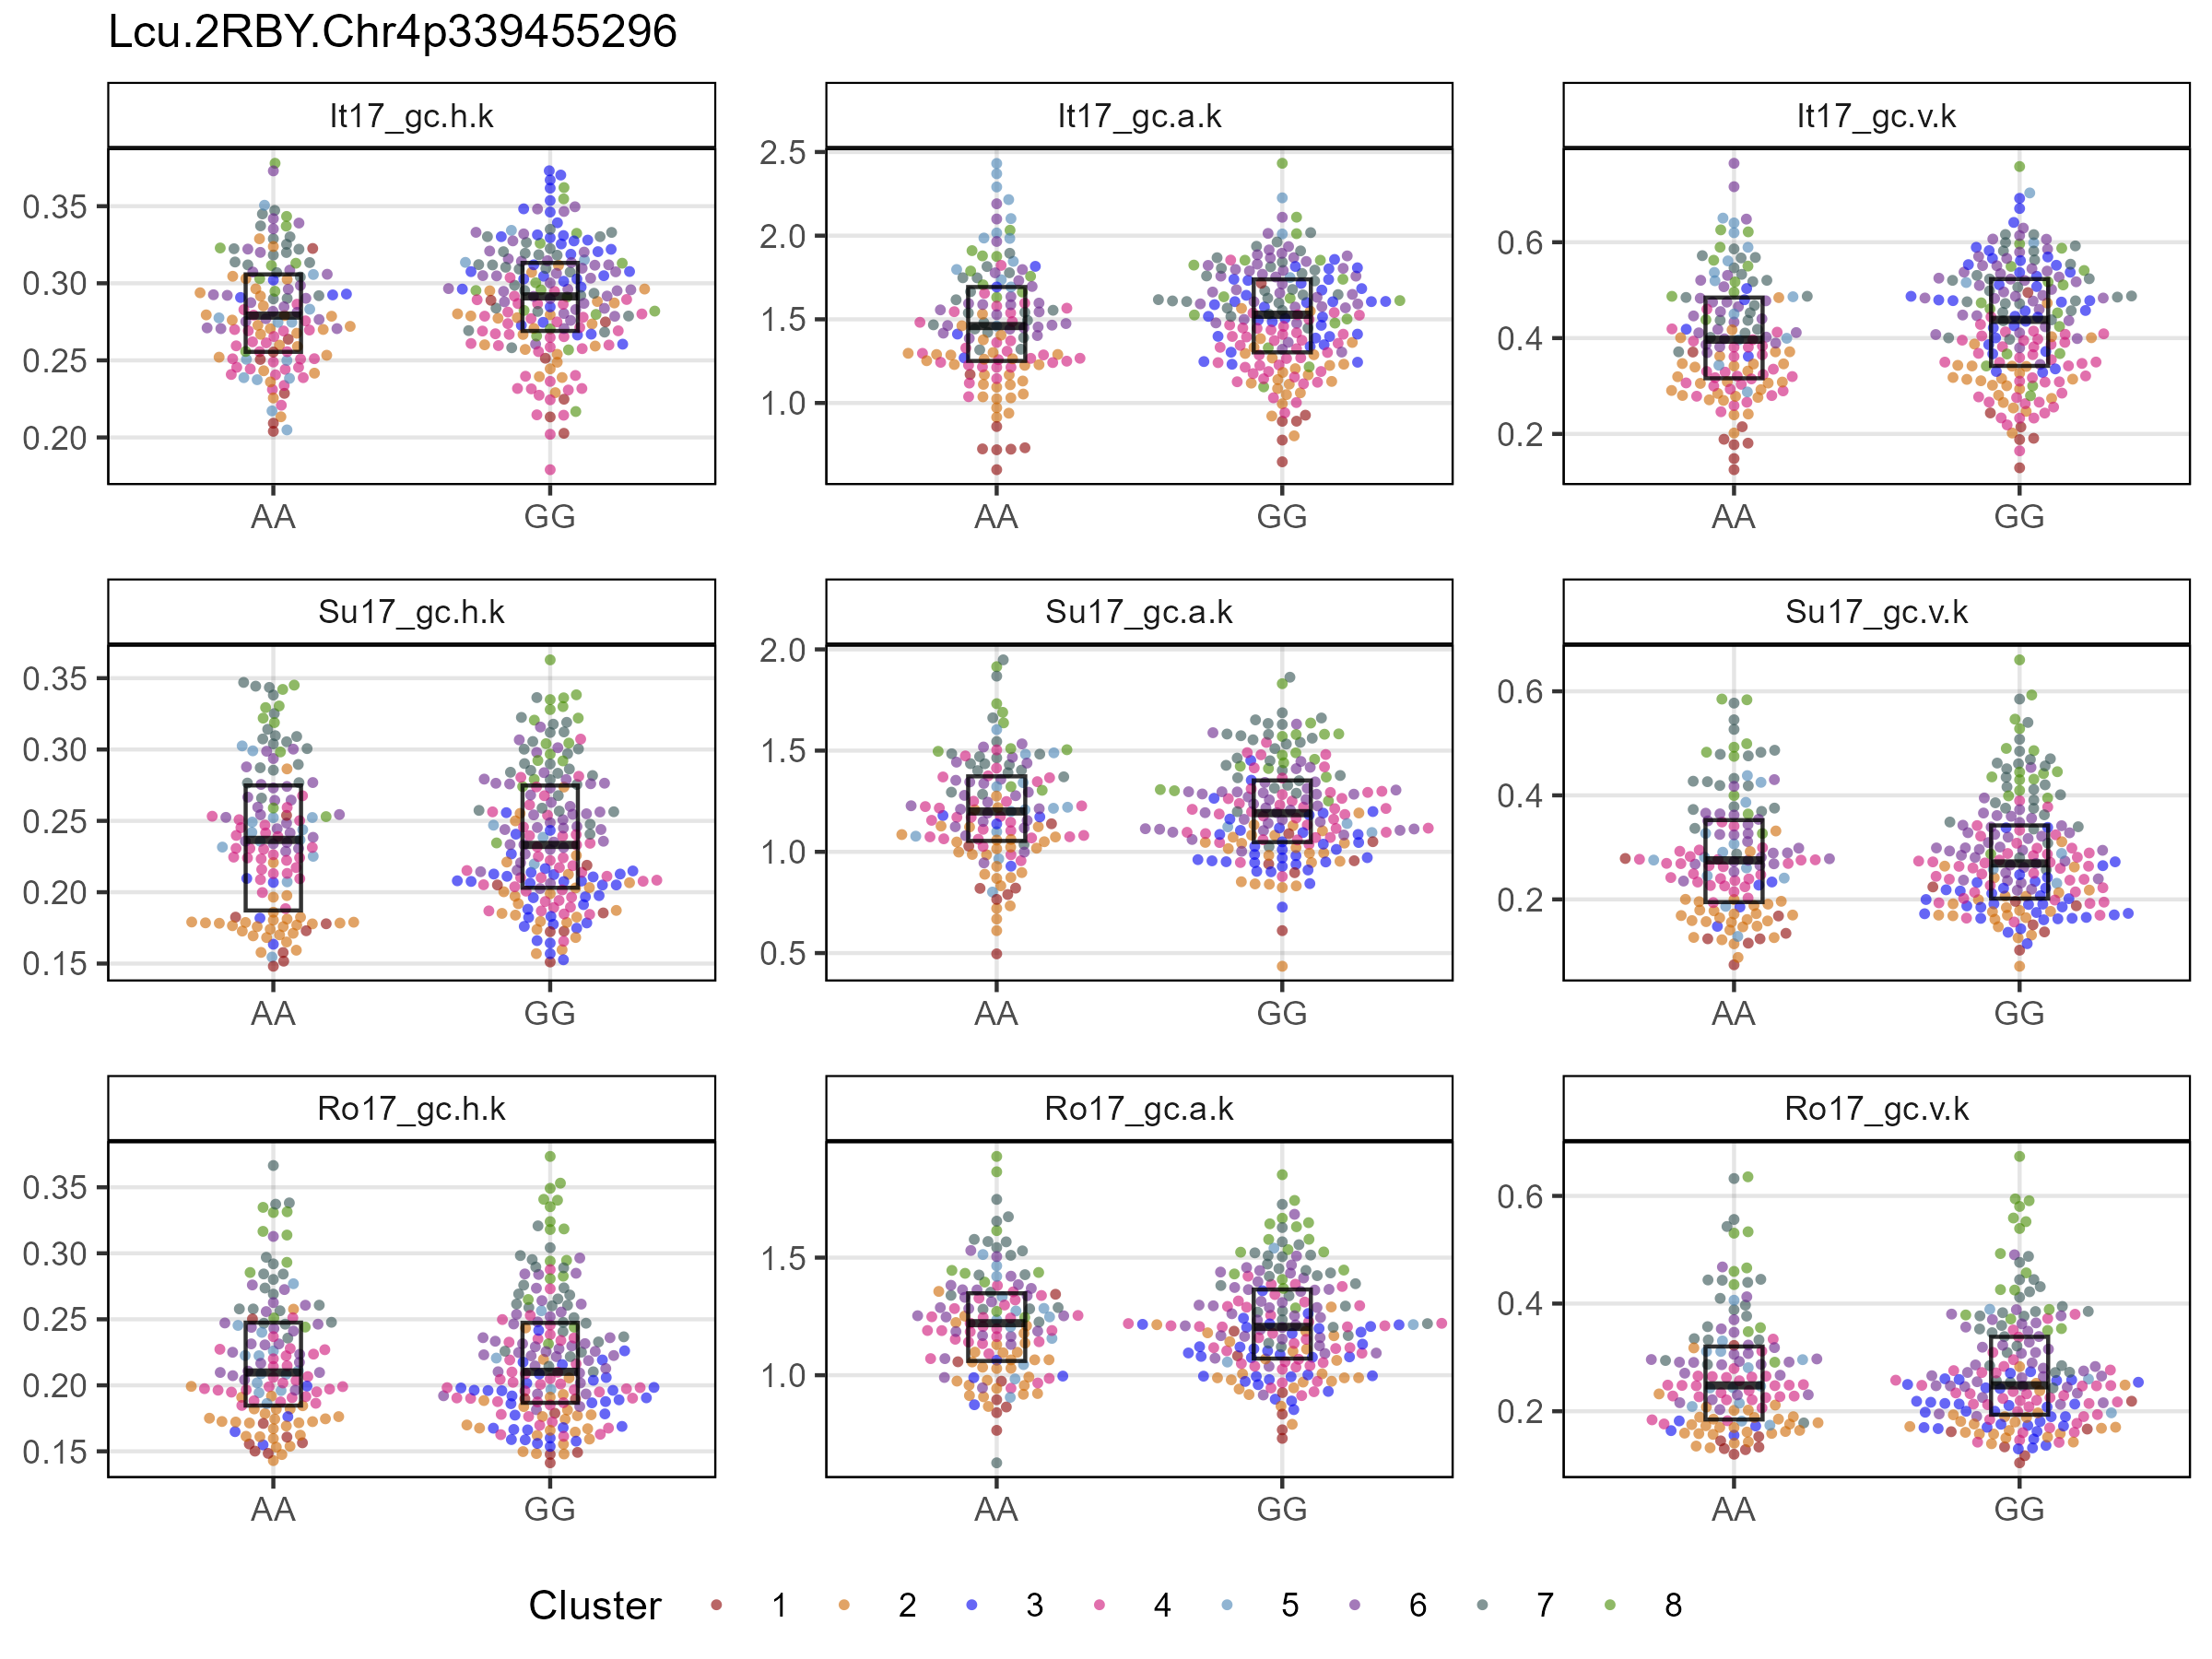 Lcu.2RBY.Chr4p339455296
It17_gc.h.k
It17_gc.a.k
It17_gc.v.k
0.35
0.30
0.25
0.20
2.5
2.0
1.5
1.0
0.6
0.4
0.2
AA
GG
AA
GG
AA
GG
Su17_gc.h.k
Su17_gc.a.k
Su17_gc.v.k
0.35
0.30
0.25
0.20
0.15
2.0
1.5
1.0
0.5
0.6
0.4
0.2
AA
GG
AA
GG
AA
GG
Ro17_gc.h.k
Ro17_gc.a.k
Ro17_gc.v.k
0.35
0.30
0.25
0.20
0.15
1.5
1.0
0.6
0.4
0.2
AA
GG
AA
GG
AA
GG
Cluster 1 2 3 4 5 6 7 8